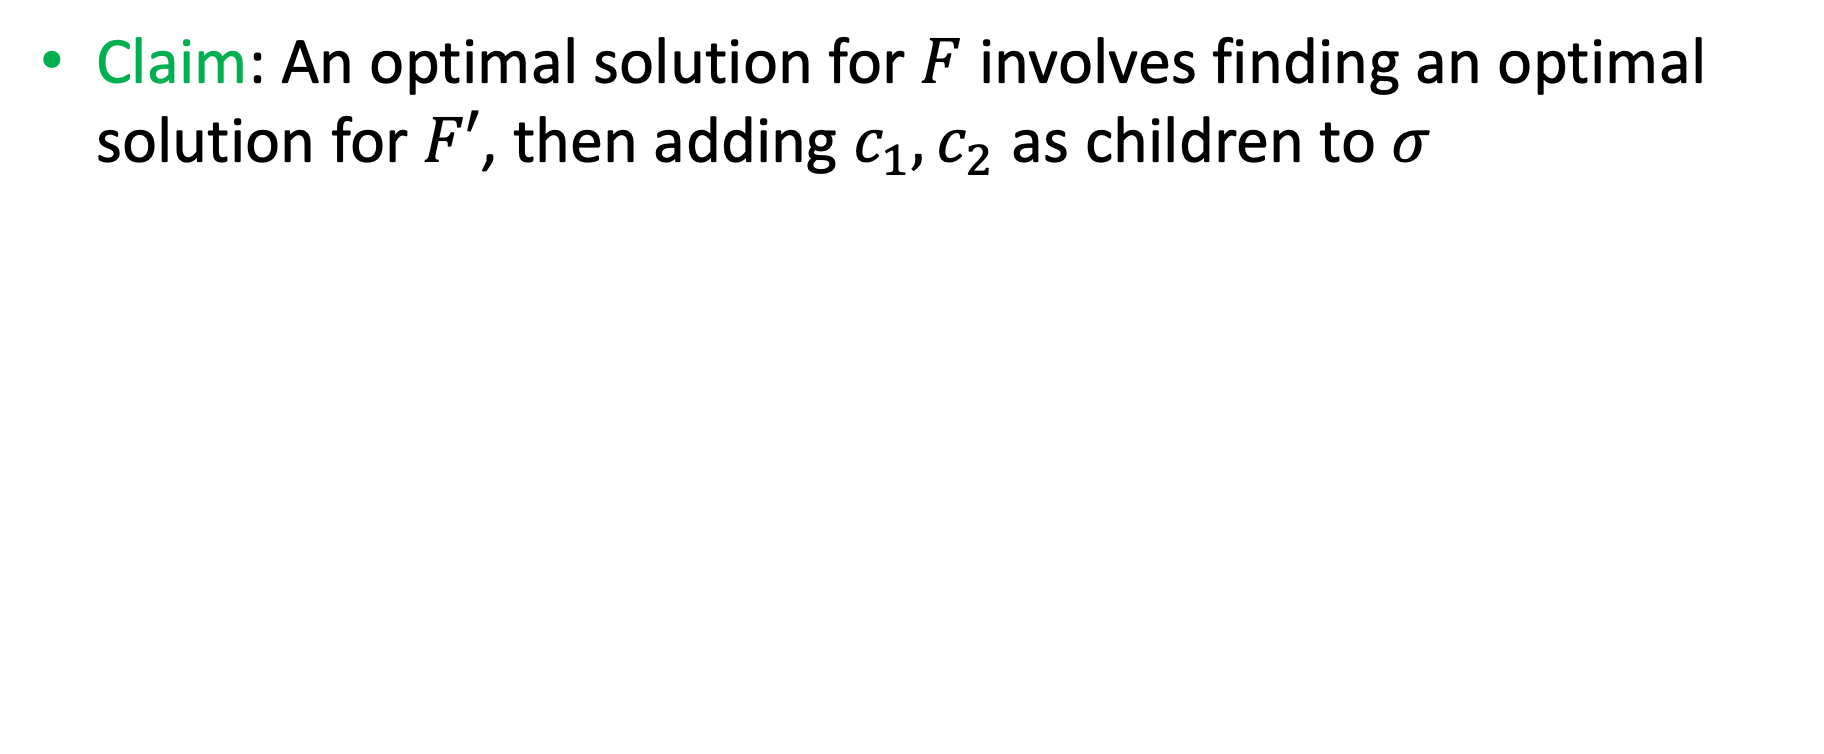 • Claim: An optimal solution for F involves finding an optimal
solution for F′, then adding c₁, c₂ as children to σ